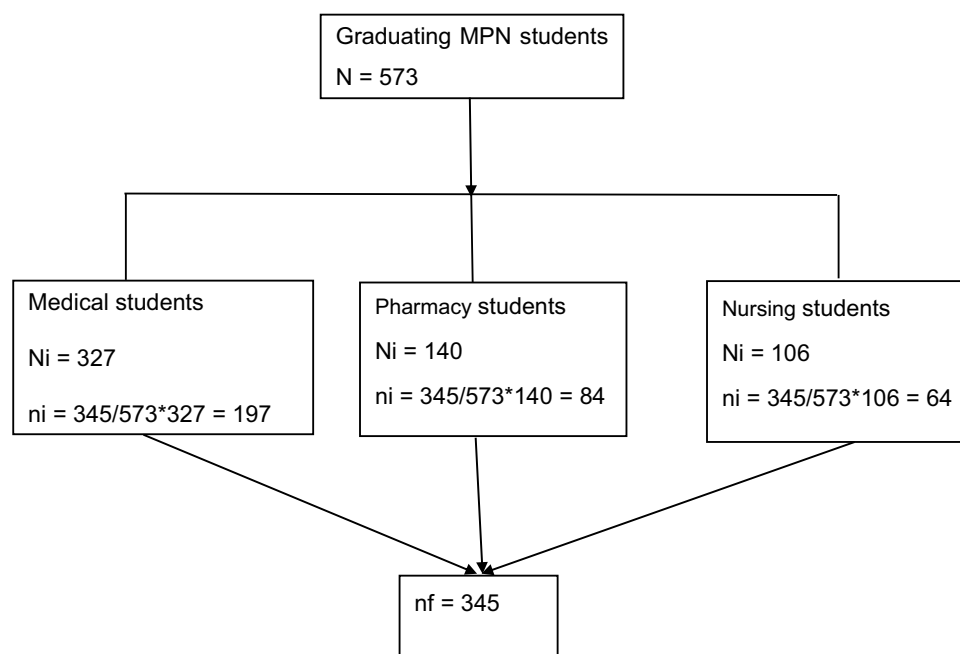 Graduating MPN students
N = 573
Medical students
Ni = 327
ni = 345/573*327 = 197
Pharmacy students
Ni = 140
ni = 345/573*140 = 84
Nursing students
Ni = 106
ni = 345/573*106 = 64
nf = 345